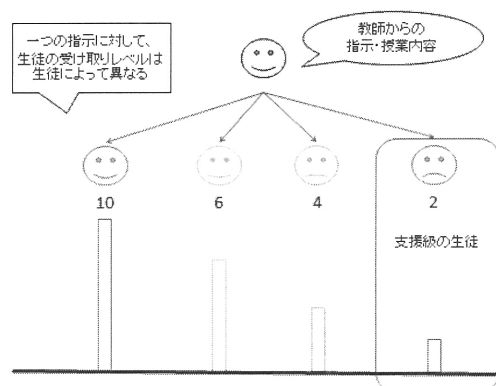 一つの指示に対して、
生徒の受け取りレベルは
生徒によって異なる
教師からの
指示・授業内容
10
6
4
2
支援級の生徒